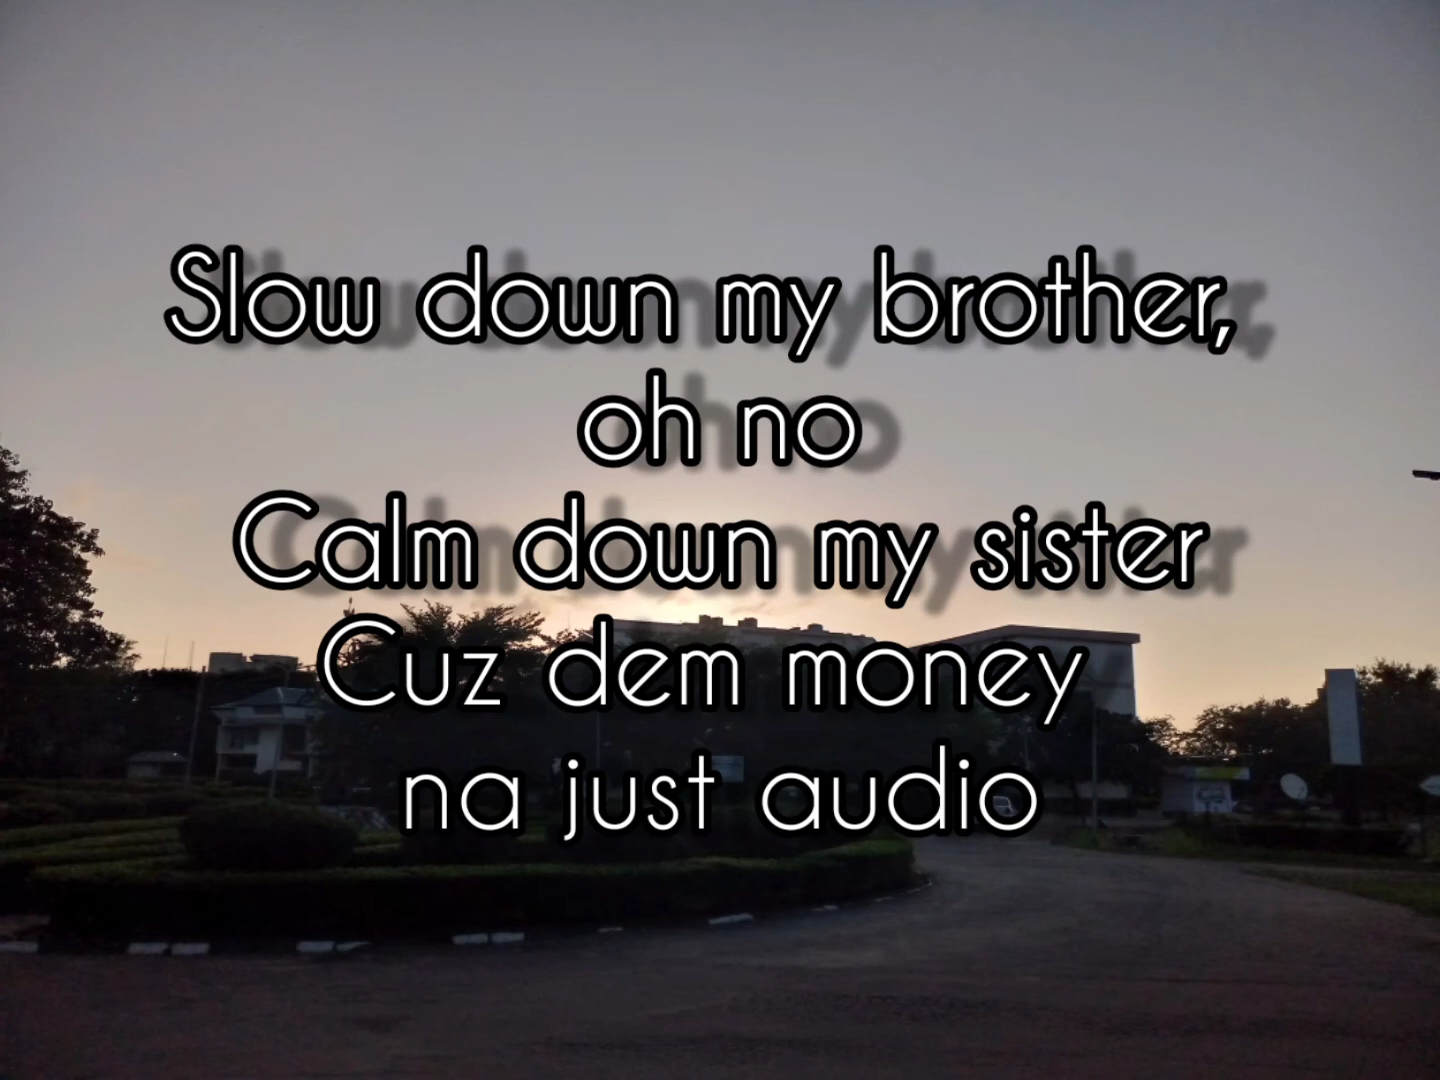 Slow down my brother,
oh no
Calm down my sister
Cuz dem money
na just audio